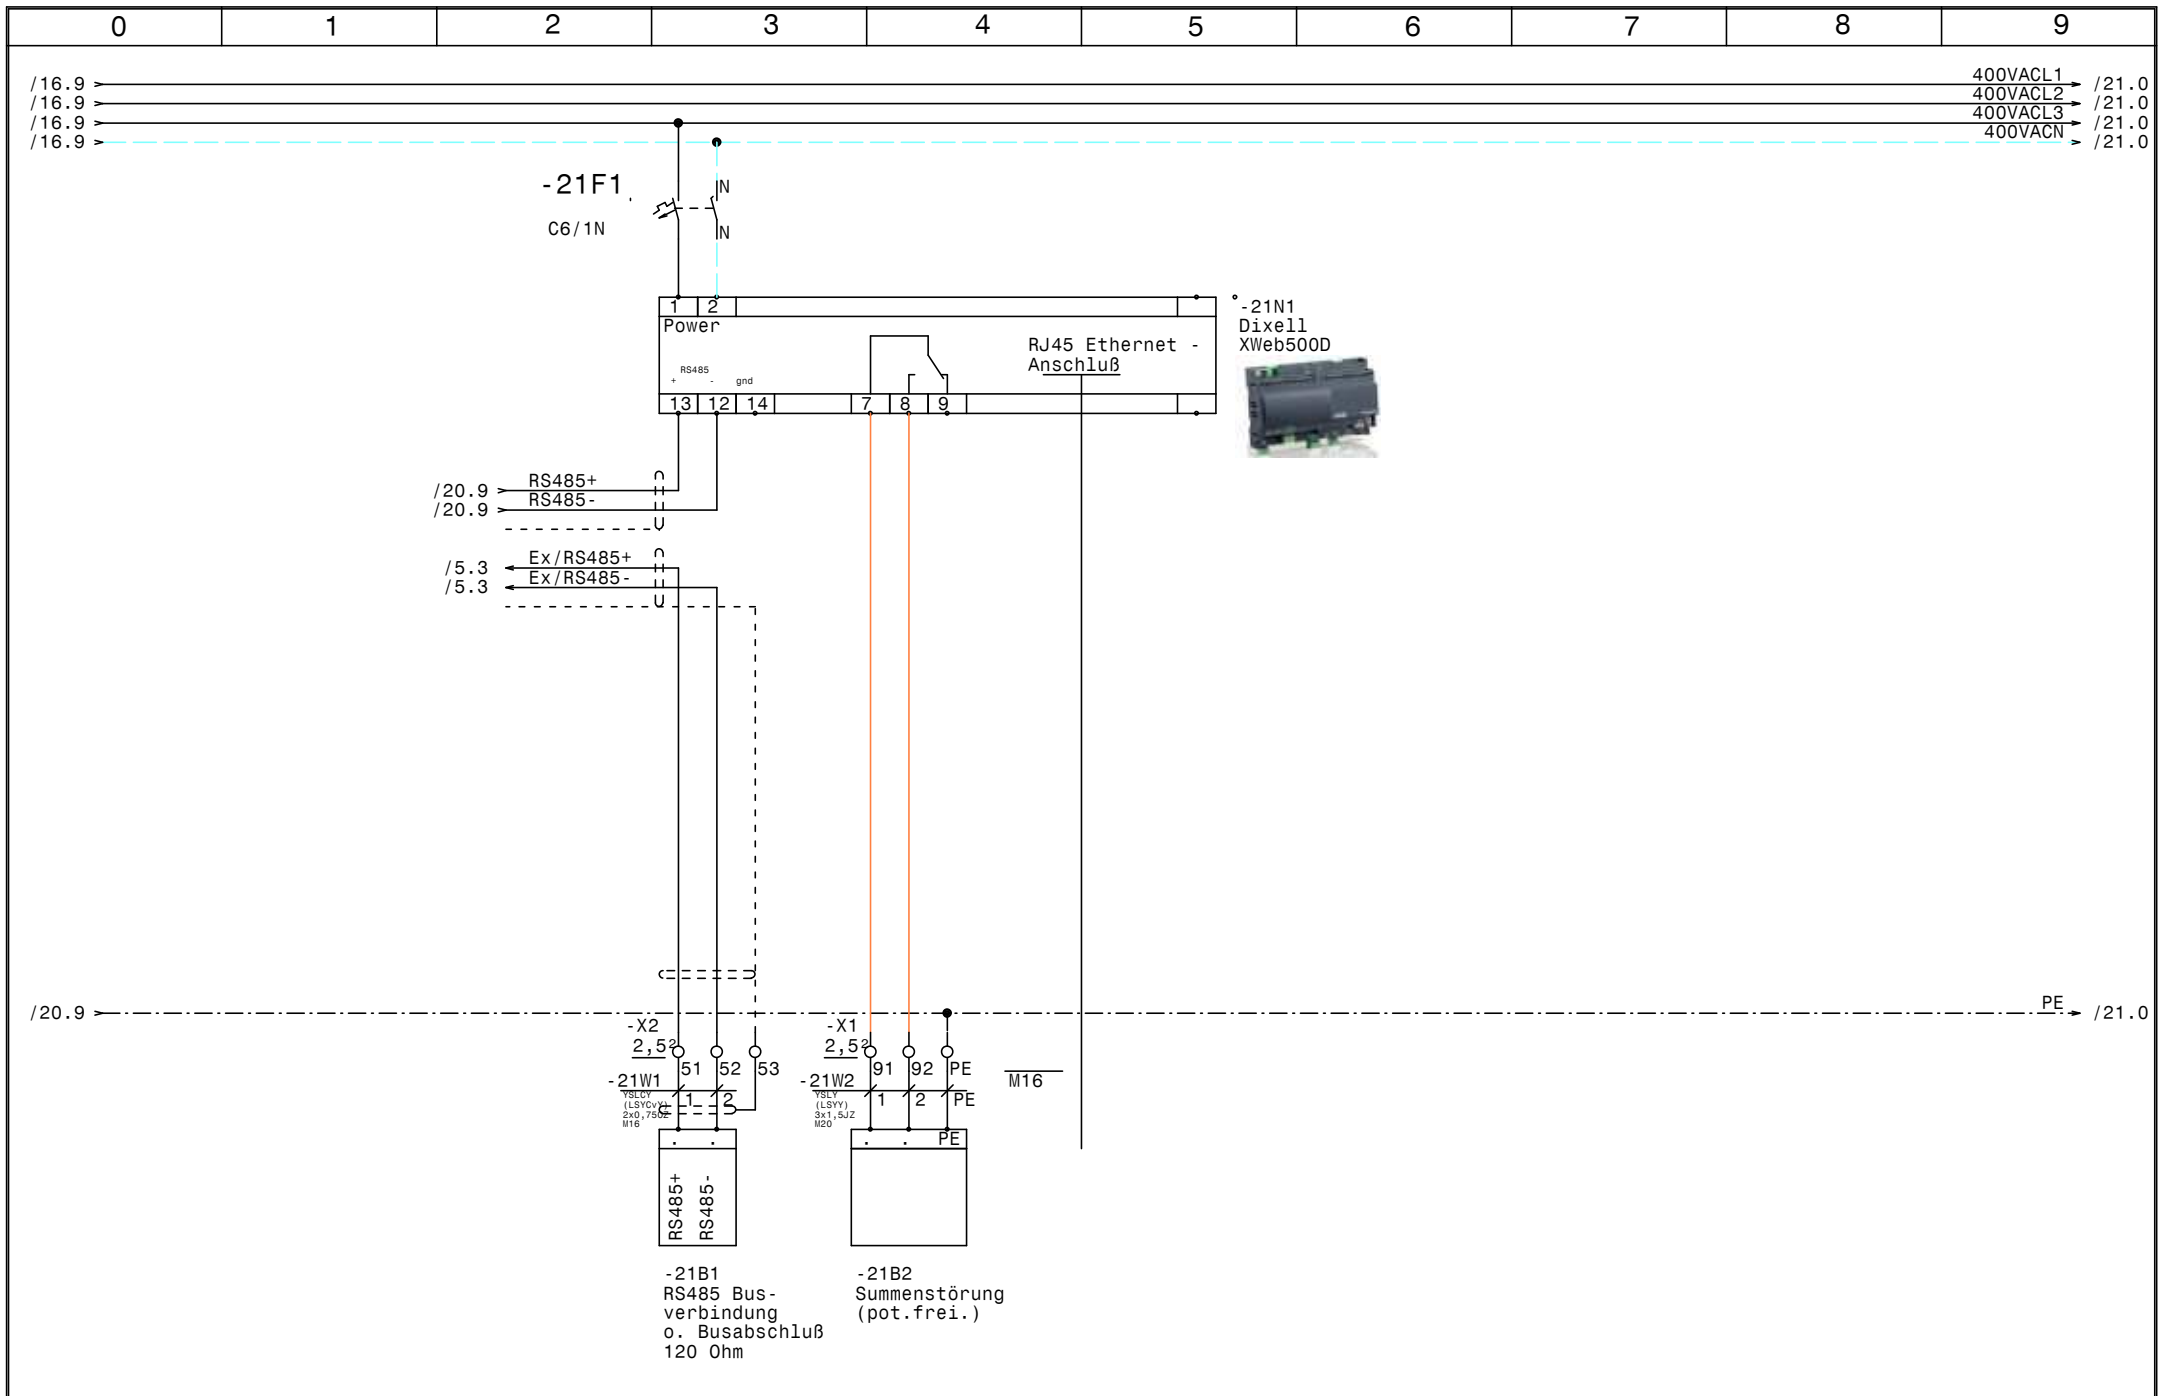 0 1 2 3 4 5 6 7 8 9
/16.9 400VACL1 /21.0
/16.9 400VACL2 /21.0
/16.9 400VACL3 /21.0
/16.9 400VACN /21.0
-21F1
C6/1N
N
N
1 2
Power
RS485
+ - gnd
13 12 14 7 8 9
RJ45 Ethernet -
Anschluß
-21N1
Dixell
XWeb500D
/20.9 RS485+
/20.9 RS485-
/5.3 Ex/RS485+
/5.3 Ex/RS485-
/20.9 PE /21.0
-X2
2,5²
51 52 53
-21W1
YSLCY
(LSYCvY)
2x0,75OZ
M16
1 2
RS485+
RS485-
-21B1
RS485 Bus-
verbindung
o. Busabschluß
120 Ohm
-X1
2,5²
91 92 PE
-21W2
YSLY
(LSYY)
3x1,5JZ
M20
1 2 PE
. . PE
-21B2
Summenstörung
(pot.frei.)
M16